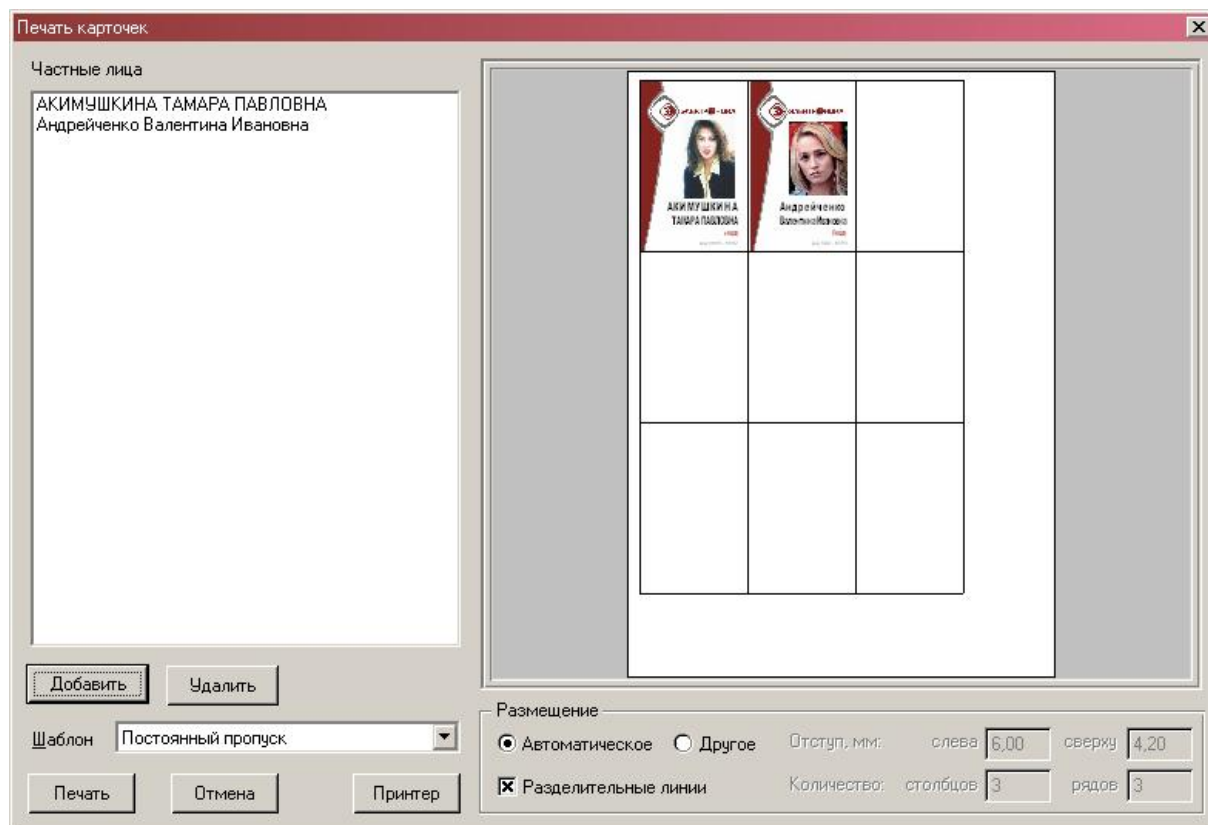 Печать карточек
Частные лица
АКИМУШКИНА ТАМАРА ПАВЛОВНА
Андрейченко Валентина Ивановна
АКИМУШКИНА
ТАМАРА ПАВЛОВНА
Андрейченко
Валентина Ивановна
Добавить Удалить
Шаблон Постоянный пропуск
Печать Отмена Принтер
Размещение
Автоматическое Другое Отступ, мм: слева 6,00 сверху 4,20
Разделительные линии Количество: столбцов 3 рядов 3